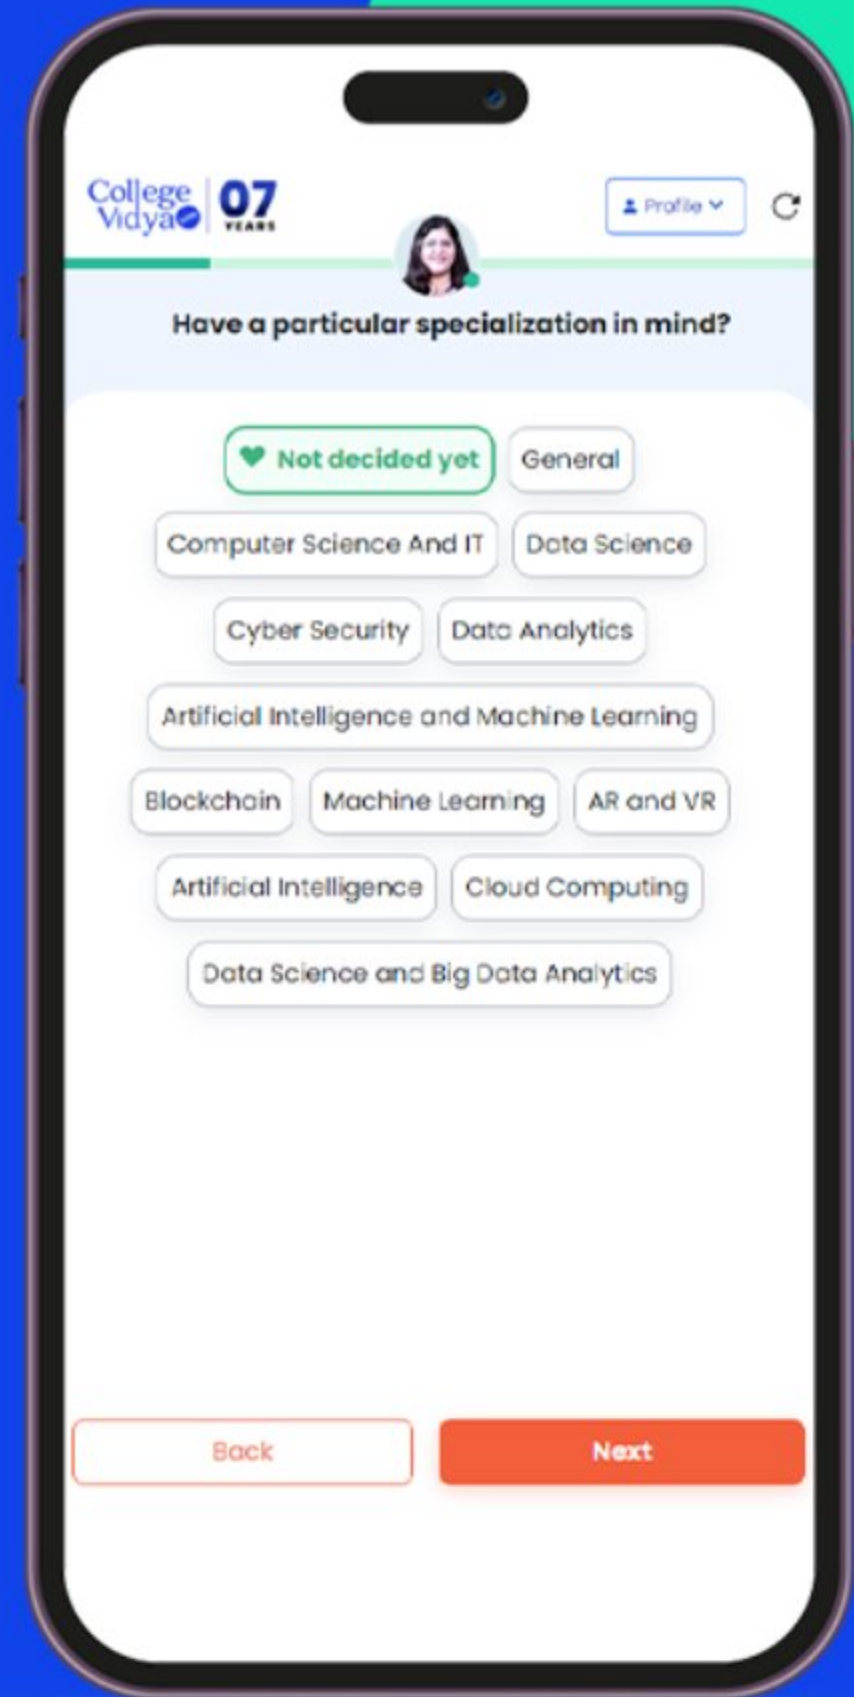 College Vidya 07 YEARS
Profile
Have a particular specialization in mind?
Not decided yet General
Computer Science And IT Data Science
Cyber Security Data Analytics
Artificial Intelligence and Machine Learning
Blockchain Machine Learning AR and VR
Artificial Intelligence Cloud Computing
Data Science and Big Data Analytics
Back Next